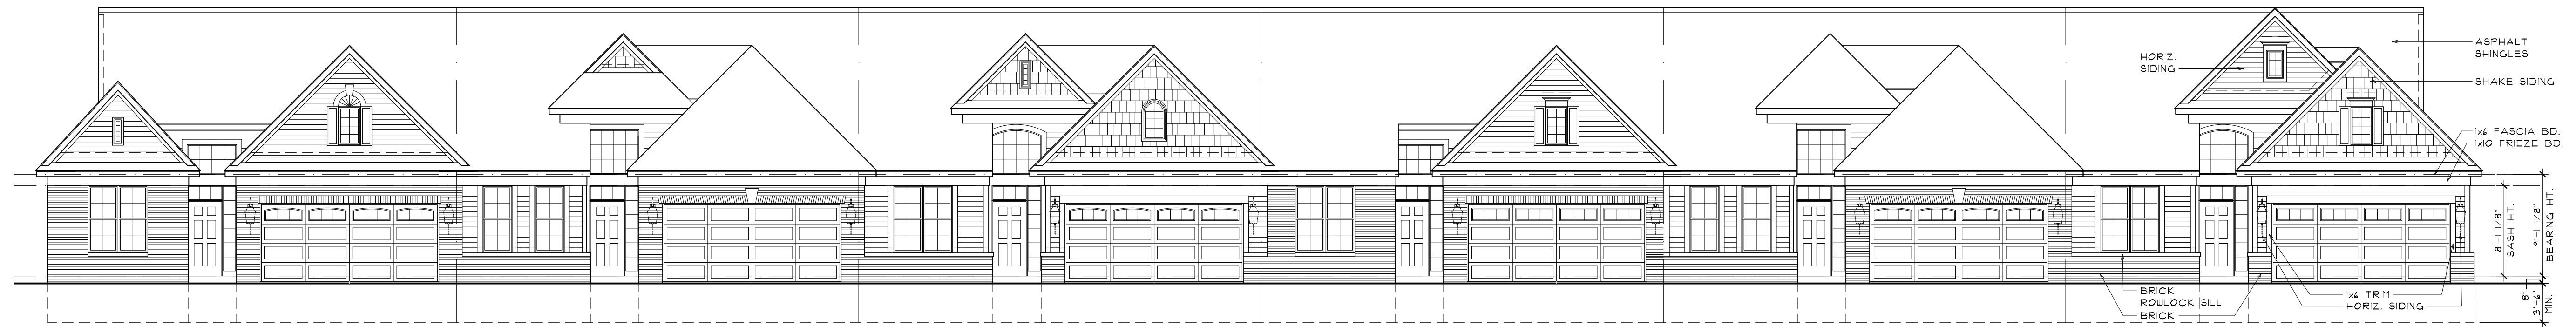 HORIZ.
SIDING
ASPHALT
SHINGLES
SHAKE SIDING
1x6 FASCIA BD.
1x10 FRIEZE BD.
8'-1 1/8"
SASH HT.
9'-1 1/8"
BEARING HT.
BRICK
ROWLOCK SILL
BRICK
1x6 TRIM
HORIZ. SIDING
8"
3'-6"
MIN.